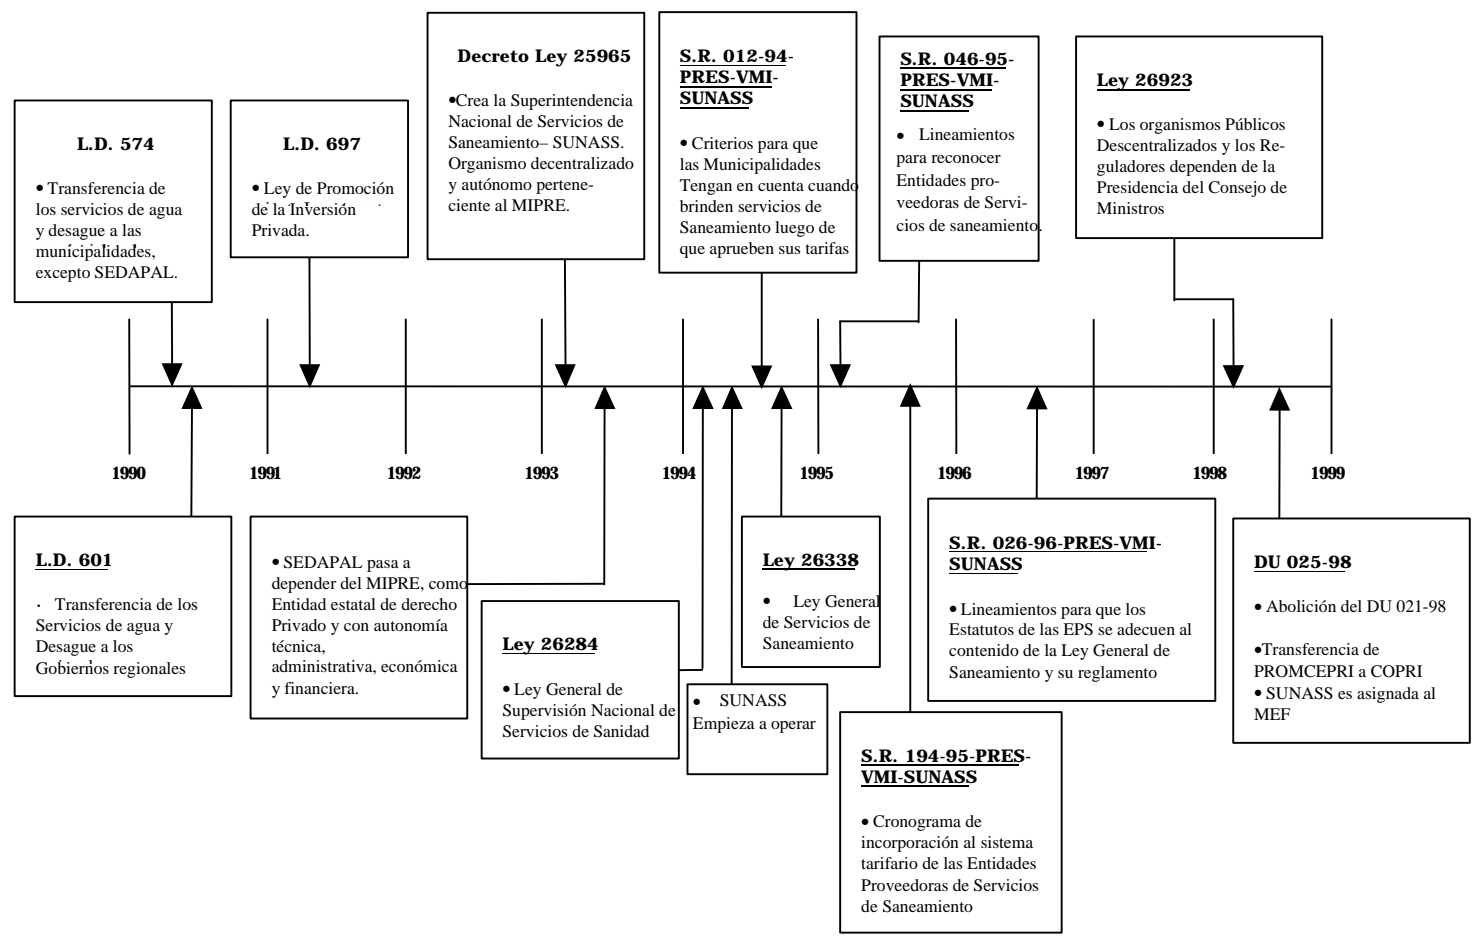 L.D. 574
• Transferencia de
los servicios de agua
y desague a las
municipalidades,
excepto SEDAPAL.
L.D. 697
• Ley de Promoción
de la Inversión
Privada.
Decreto Ley 25965
•Crea la Superintendencia
Nacional de Servicios de
Saneamiento– SUNASS.
Organismo decentralizado
y autónomo pertene-
ciente al MIPRE.
S.R. 012-94-
PRES-VMI-
SUNASS
• Criterios para que
las Municipalidades
Tengan en cuenta cuando
brinden servicios de
Saneamiento luego de
que aprueben sus tarifas
S.R. 046-95-
PRES-VMI-
SUNASS
• Lineamientos
para reconocer
Entidades pro-
veedoras de Servi-
cios de saneamiento.
Ley 26923
• Los organismos Públicos
Descentralizados y los Re-
guladores dependen de la
Presidencia del Consejo de
Ministros
1990
1991
1992
1993
1994
1995
1996
1997
1998
1999
L.D. 601
· Transferencia de los
Servicios de agua y
Desague a los
Gobiernos regionales
• SEDAPAL pasa a
depender del MIPRE, como
Entidad estatal de derecho
Privado y con autonomía
técnica,
administrativa, económica
y financiera.
Ley 26284
• Ley General de
Supervisión Nacional de
Servicios de Sanidad
• SUNASS
Empieza a operar
Ley 26338
• Ley General
de Servicios de
Saneamiento
S.R. 194-95-PRES-
VMI-SUNASS
• Cronograma de
incorporación al sistema
tarifario de las Entidades
Proveedoras de Servicios
de Saneamiento
S.R. 026-96-PRES-VMI-
SUNASS
• Lineamientos para que los
Estatutos de las EPS se adecuen al
contenido de la Ley General de
Saneamiento y su reglamento
DU 025-98
• Abolición del DU 021-98
•Transferencia de
PROMCEPRI a COPRI
• SUNASS es asignada al
MEF